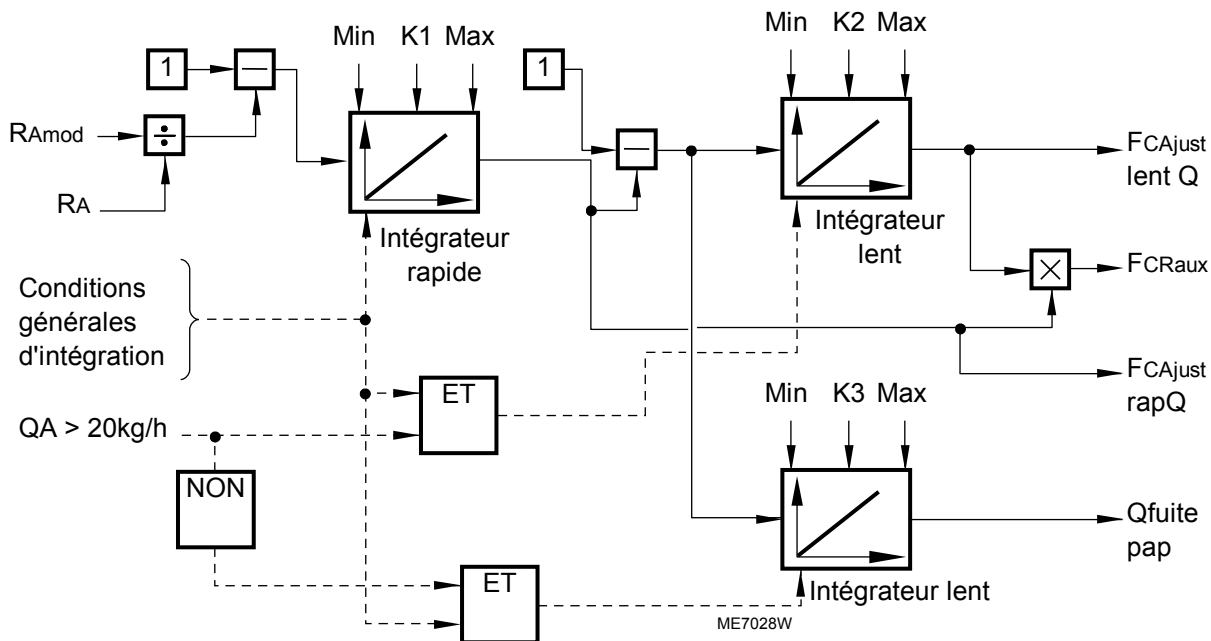 Min K1 Max
Min K2 Max
1
1
RAmod
RA
Intégrateur
rapide
Intégrateur
lent
FCAjust
lent Q
FCRaux
FCAjust
rapQ
Conditions
générales
d'intégration
QA > 20kg/h
ET
NON
ET
Min K3 Max
Intégrateur lent
Qfuite
pap
ME7028W